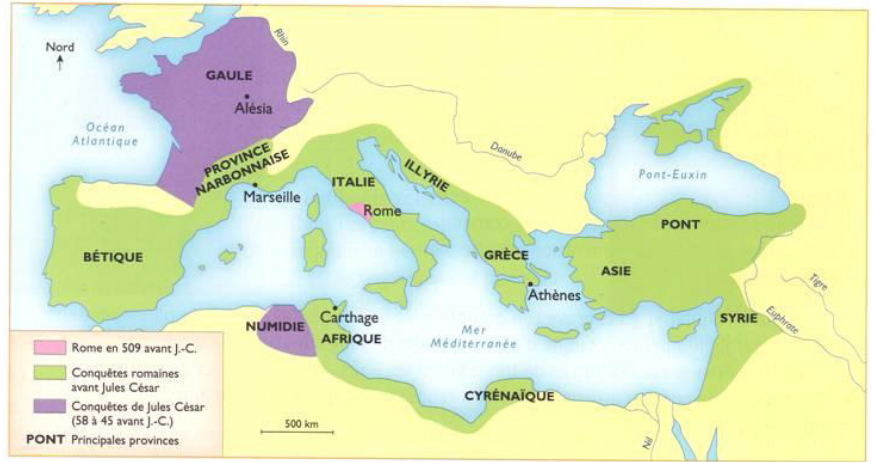 Nord
Rhin
GAULE
Alésia
Océan
Atlantique
PROVINCE
NARBONNAISE
Danube
ILLYRIE
Pont-Euxin
ITALIE
Marseille
Rome
PONT
BÉTIQUE
GRÈCE
ASIE
Athènes
Tigre
Euphrate
SYRIE
NUMIDIE
Carthage
AFRIQUE
Mer
Méditerranée
CYRÉNAÏQUE
Nil
500 km
Rome en 509 avant J.-C.
Conquêtes romaines
avant Jules César
Conquêtes de Jules César
(58 à 45 avant J.-C.)
PONT Principales provinces